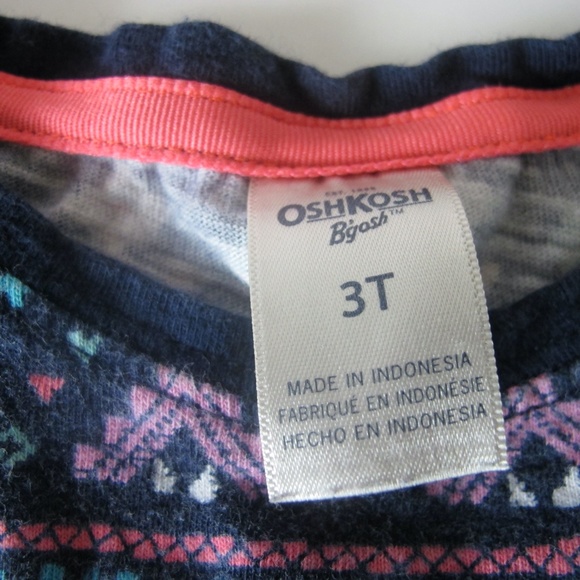 EST. 1895
OSHKOSH
B'gosh™
3T
MADE IN INDONESIA
FABRIQUÉ EN INDONÉSIE
HECHO EN INDONESIA